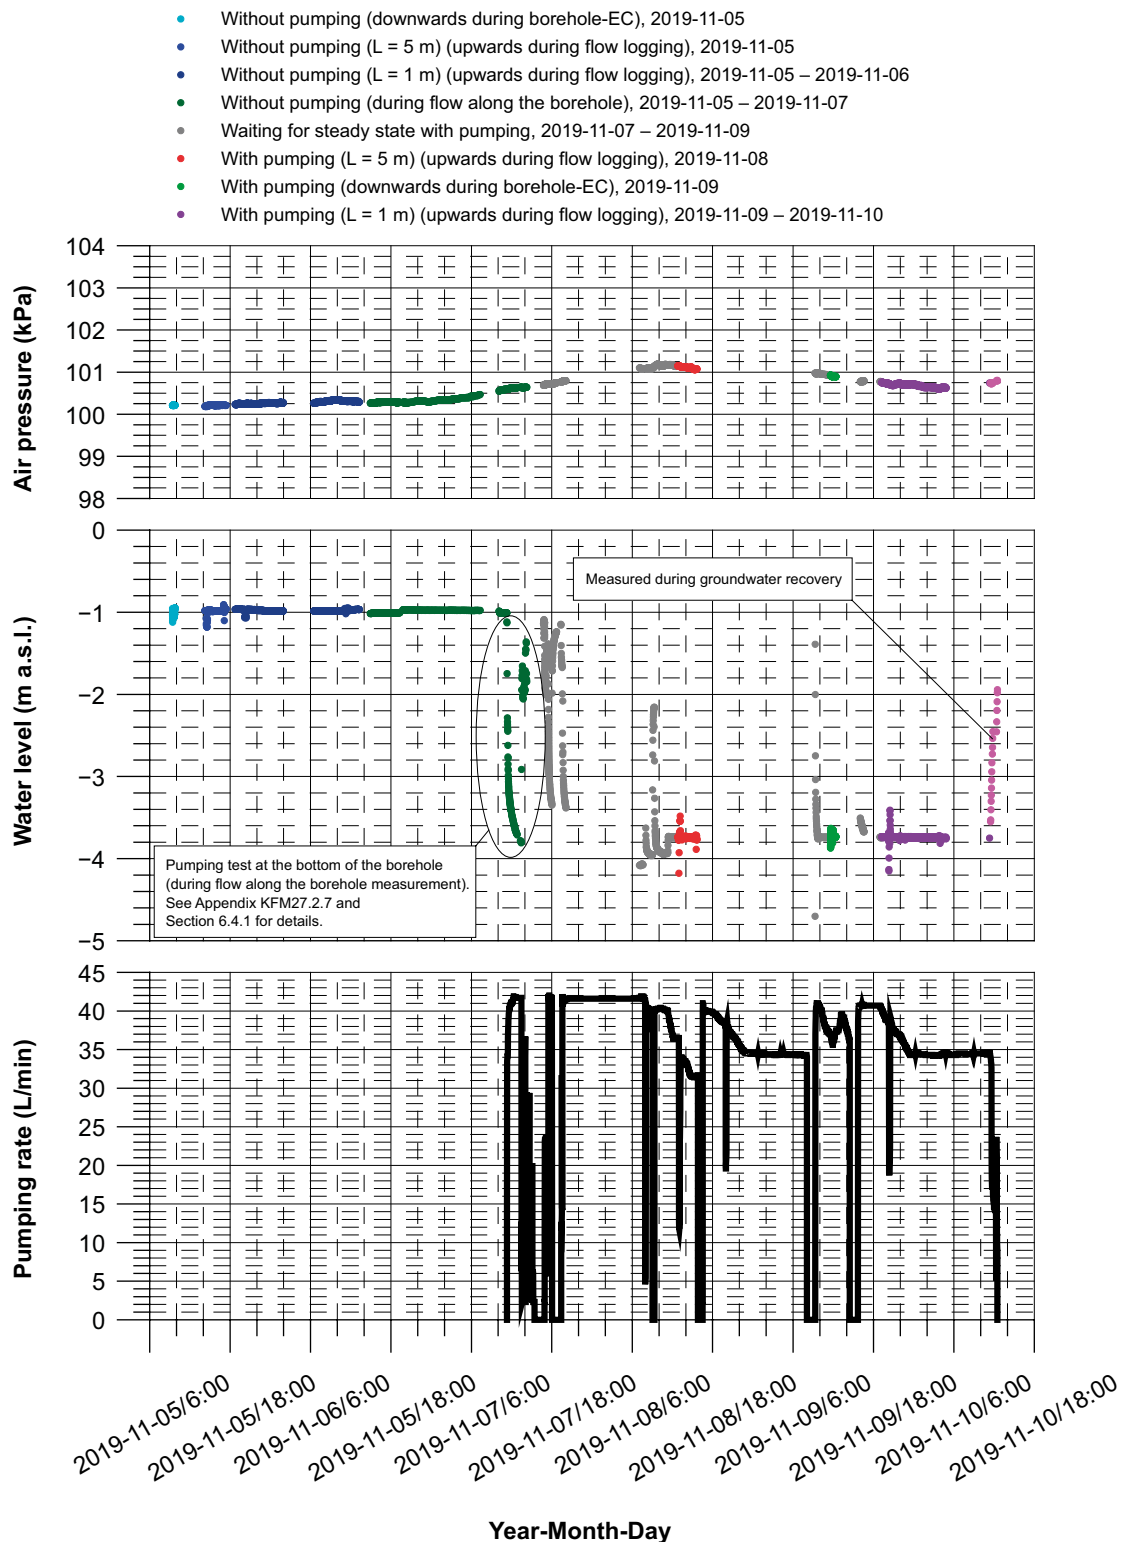 Without pumping (downwards during borehole-EC), 2019-11-05
Without pumping (L = 5 m) (upwards during flow logging), 2019-11-05
Without pumping (L = 1 m) (upwards during flow logging), 2019-11-05 – 2019-11-06
Without pumping (during flow along the borehole), 2019-11-05 – 2019-11-07
Waiting for steady state with pumping, 2019-11-07 – 2019-11-09
With pumping (L = 5 m) (upwards during flow logging), 2019-11-08
With pumping (downwards during borehole-EC), 2019-11-09
With pumping (L = 1 m) (upwards during flow logging), 2019-11-09 – 2019-11-10
Air pressure (kPa)
104
103
102
101
100
99
98
Water level (m a.s.l.)
0
−1
−2
−3
−4
−5
Measured during groundwater recovery
Pumping test at the bottom of the borehole
(during flow along the borehole measurement).
See Appendix KFM27.2.7 and
Section 6.4.1 for details.
Pumping rate (L/min)
45
40
35
30
25
20
15
10
5
0
2019-11-05/6:00
2019-11-05/18:00
2019-11-06/6:00
2019-11-05/18:00
2019-11-07/6:00
2019-11-07/18:00
2019-11-08/6:00
2019-11-08/18:00
2019-11-09/6:00
2019-11-09/18:00
2019-11-10/6:00
2019-11-10/18:00
Year-Month-Day